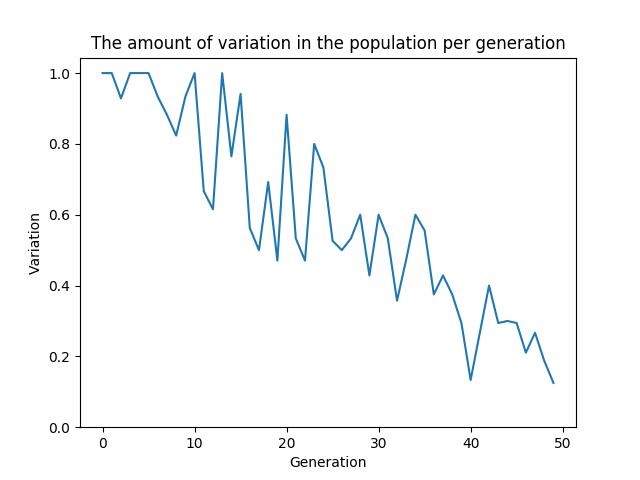 The amount of variation in the population per generation
1.0
0.8
0.6
0.4
0.2
0.0
Variation
0 10 20 30 40 50
Generation